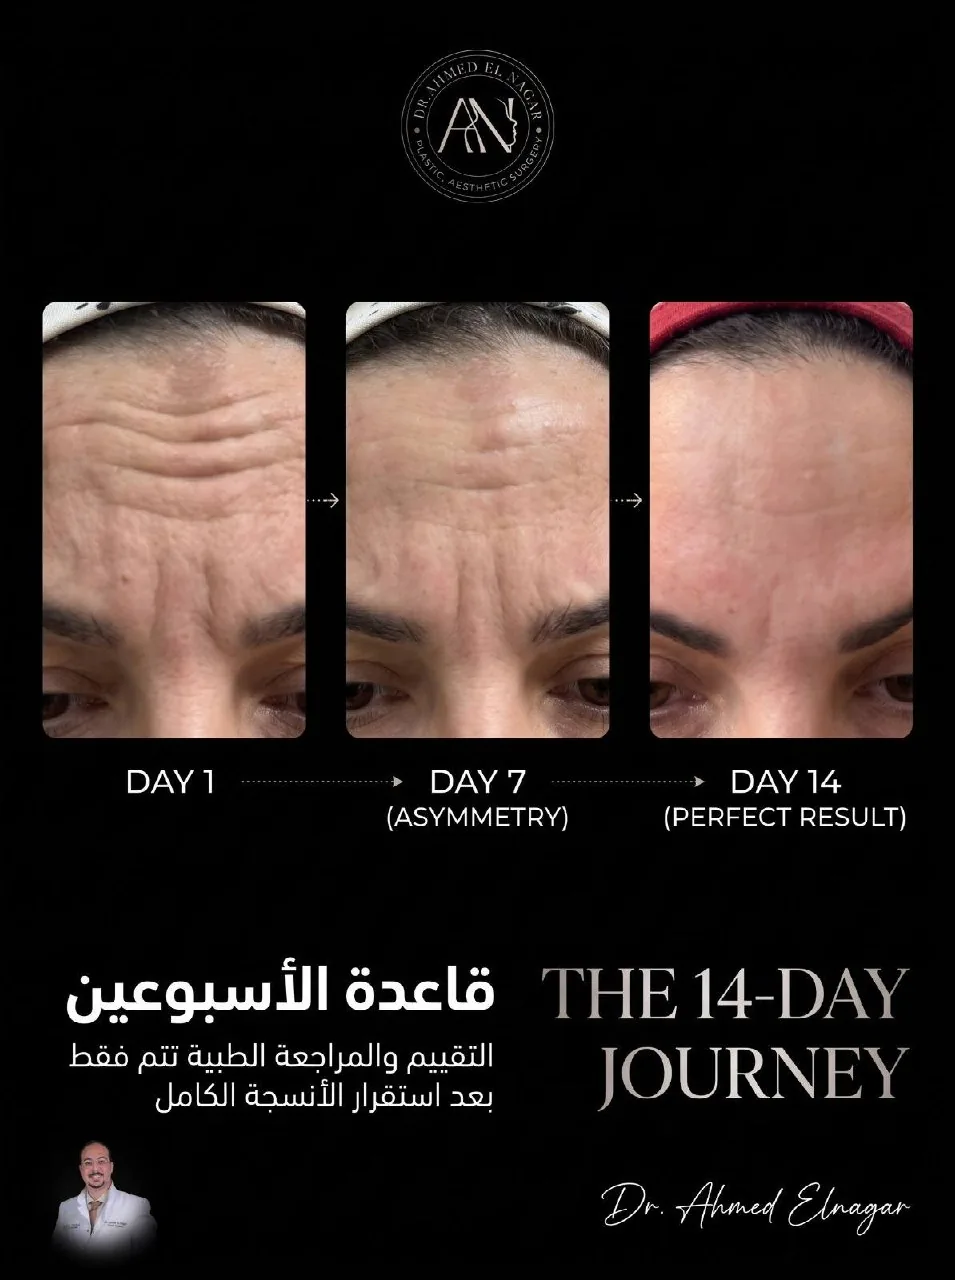 DR. AHMED EL NAGAR
AN
PLASTIC, AESTHETIC SURGERY
DAY 1
DAY 7
(ASYMMETRY)
DAY 14
(PERFECT RESULT)
قاعدة الأسبوعين
التقييم والمراجعة الطبية تتم فقط
بعد استقرار الأنسجة الكامل
THE 14-DAY
JOURNEY
Dr. Ahmed Elnagar